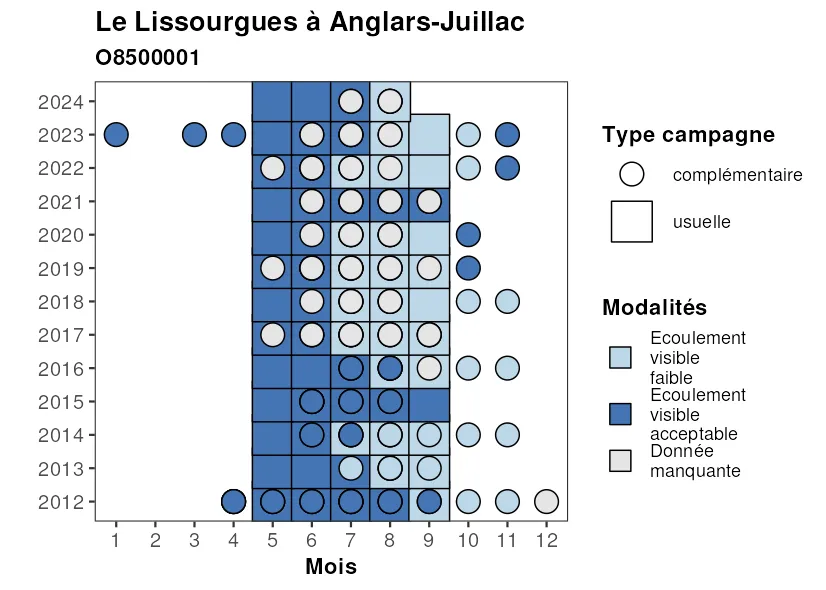 Le Lissourgues à Anglars-Juillac
O8500001
2024
2023
2022
2021
2020
2019
2018
2017
2016
2015
2014
2013
2012
1 2 3 4 5 6 7 8 9 10 11 12
Mois
Type campagne
complémentaire
usuelle
Modalités
Ecoulement
visible
faible
Ecoulement
visible
acceptable
Donnée
manquante